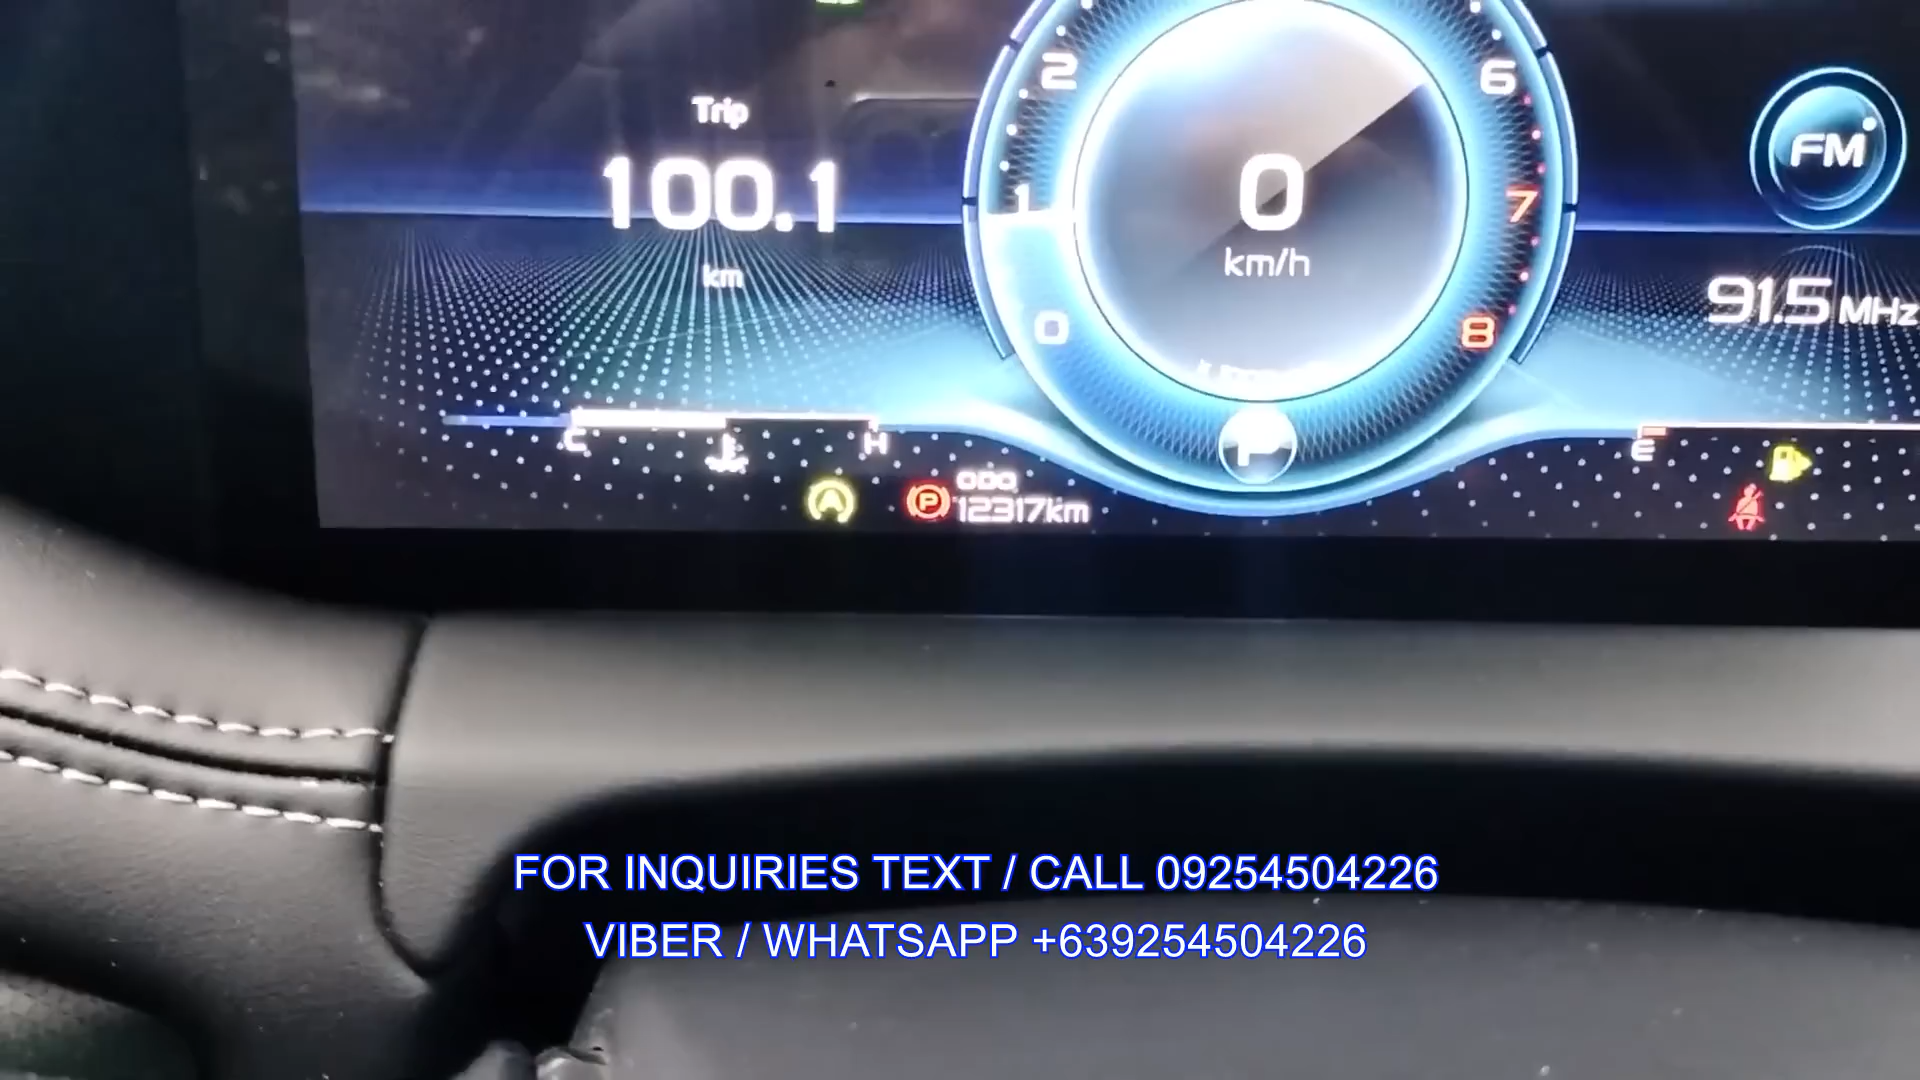 Trip
100.1
km
2
1
0
6
7
8
0
km/h
P
FM
91.5 MHz
C
H
E
A
P
ODO
12317km
FOR INQUIRIES TEXT / CALL 09254504226
VIBER / WHATSAPP +639254504226